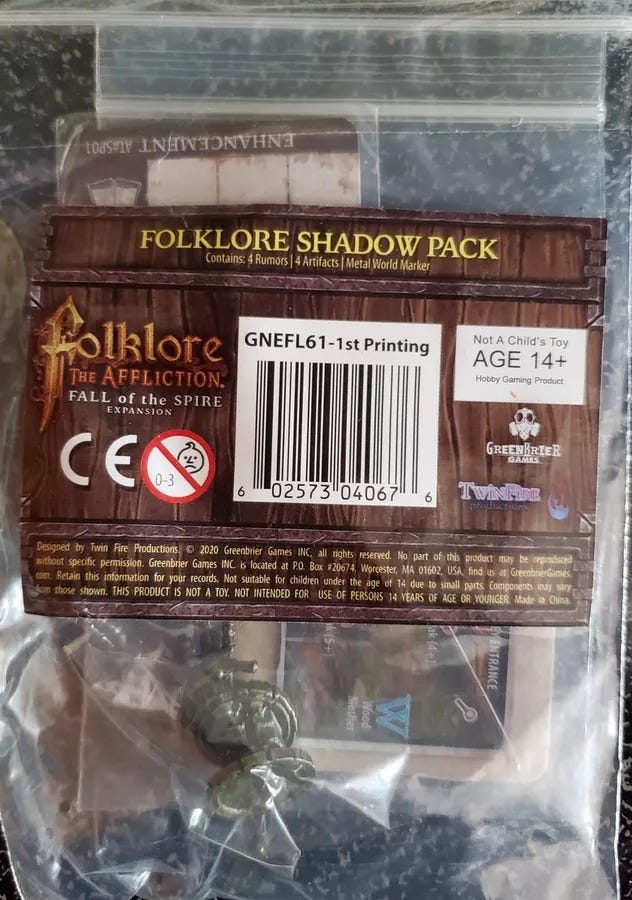 ENHANCEMENT AT#SP01
FOLKLORE SHADOW PACK
Contains: 4 Rumors | 4 Artifacts | Metal World Marker
Folklore
THE AFFLICTION
FALL of the SPIRE
EXPANSION
CE
0-3
GNEFL61-1st Printing
6 02573 04067 6
Not A Child's Toy
AGE 14+
Hobby Gaming Product
GREENBRIER
GAMES
TWINFIRE
productions
Designed by Twin Fire Productions. © 2020 Greenbrier Games INC, all rights reserved. No part of this product may be reproduced
without specific permission. Greenbrier Games INC. is located at P.O. Box #20674, Worcester, MA 01602, USA, find us at GreenbrierGames.
com. Retain this information for your records. Not suitable for children under the age of 14 due to small parts. Components may vary
from those shown. THIS PRODUCT IS NOT A TOY. NOT INTENDED FOR USE OF PERSONS 14 YEARS OF AGE OR YOUNGER. Made in China.
ENTRANCE
W
Wood